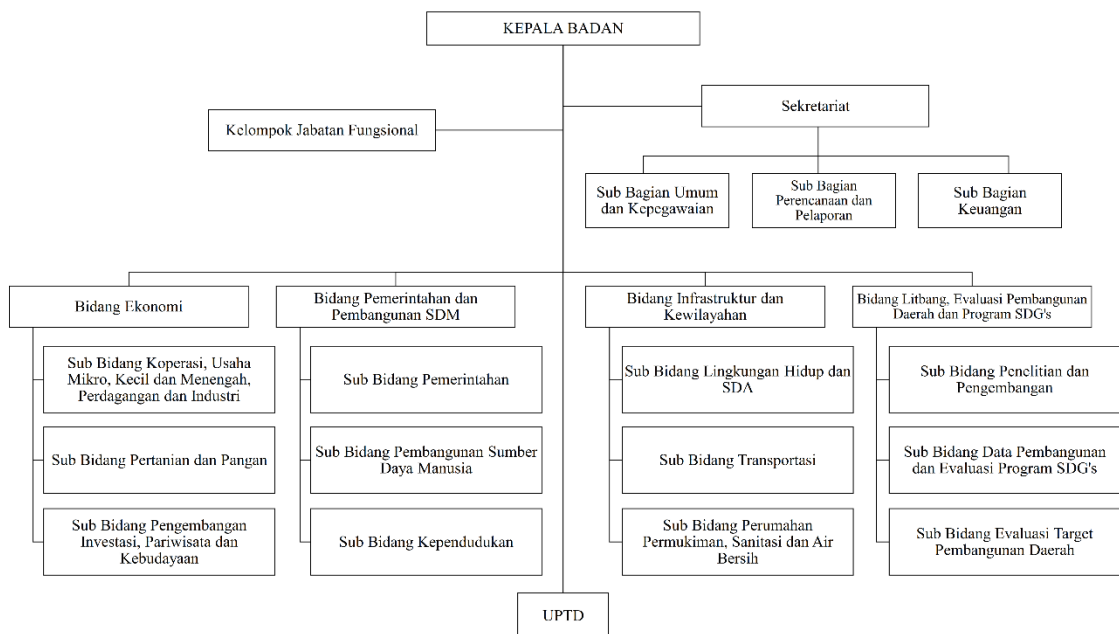 KEPALA BADAN
Sekretariat
Kelompok Jabatan Fungsional
Sub Bagian Umum
dan Kepegawaian
Sub Bagian
Perencanaan dan
Pelaporan
Sub Bagian
Keuangan
Bidang Ekonomi
Sub Bidang Koperasi, Usaha
Mikro, Kecil dan Menengah,
Perdagangan dan Industri
Sub Bidang Pertanian dan Pangan
Sub Bidang Pengembangan
Investasi, Pariwisata dan
Kebudayaan
Bidang Pemerintahan dan
Pembangunan SDM
Sub Bidang Pemerintahan
Sub Bidang Pembangunan Sumber
Daya Manusia
Sub Bidang Kependudukan
Bidang Infrastruktur dan
Kewilayahan
Sub Bidang Lingkungan Hidup dan
SDA
Sub Bidang Transportasi
Sub Bidang Perumahan
Permukiman, Sanitasi dan Air
Bersih
Bidang Litbang, Evaluasi Pembangunan
Daerah dan Program SDG's
Sub Bidang Penelitian dan
Pengembangan
Sub Bidang Data Pembangunan
dan Evaluasi Program SDG's
Sub Bidang Evaluasi Target
Pembangunan Daerah
UPTD